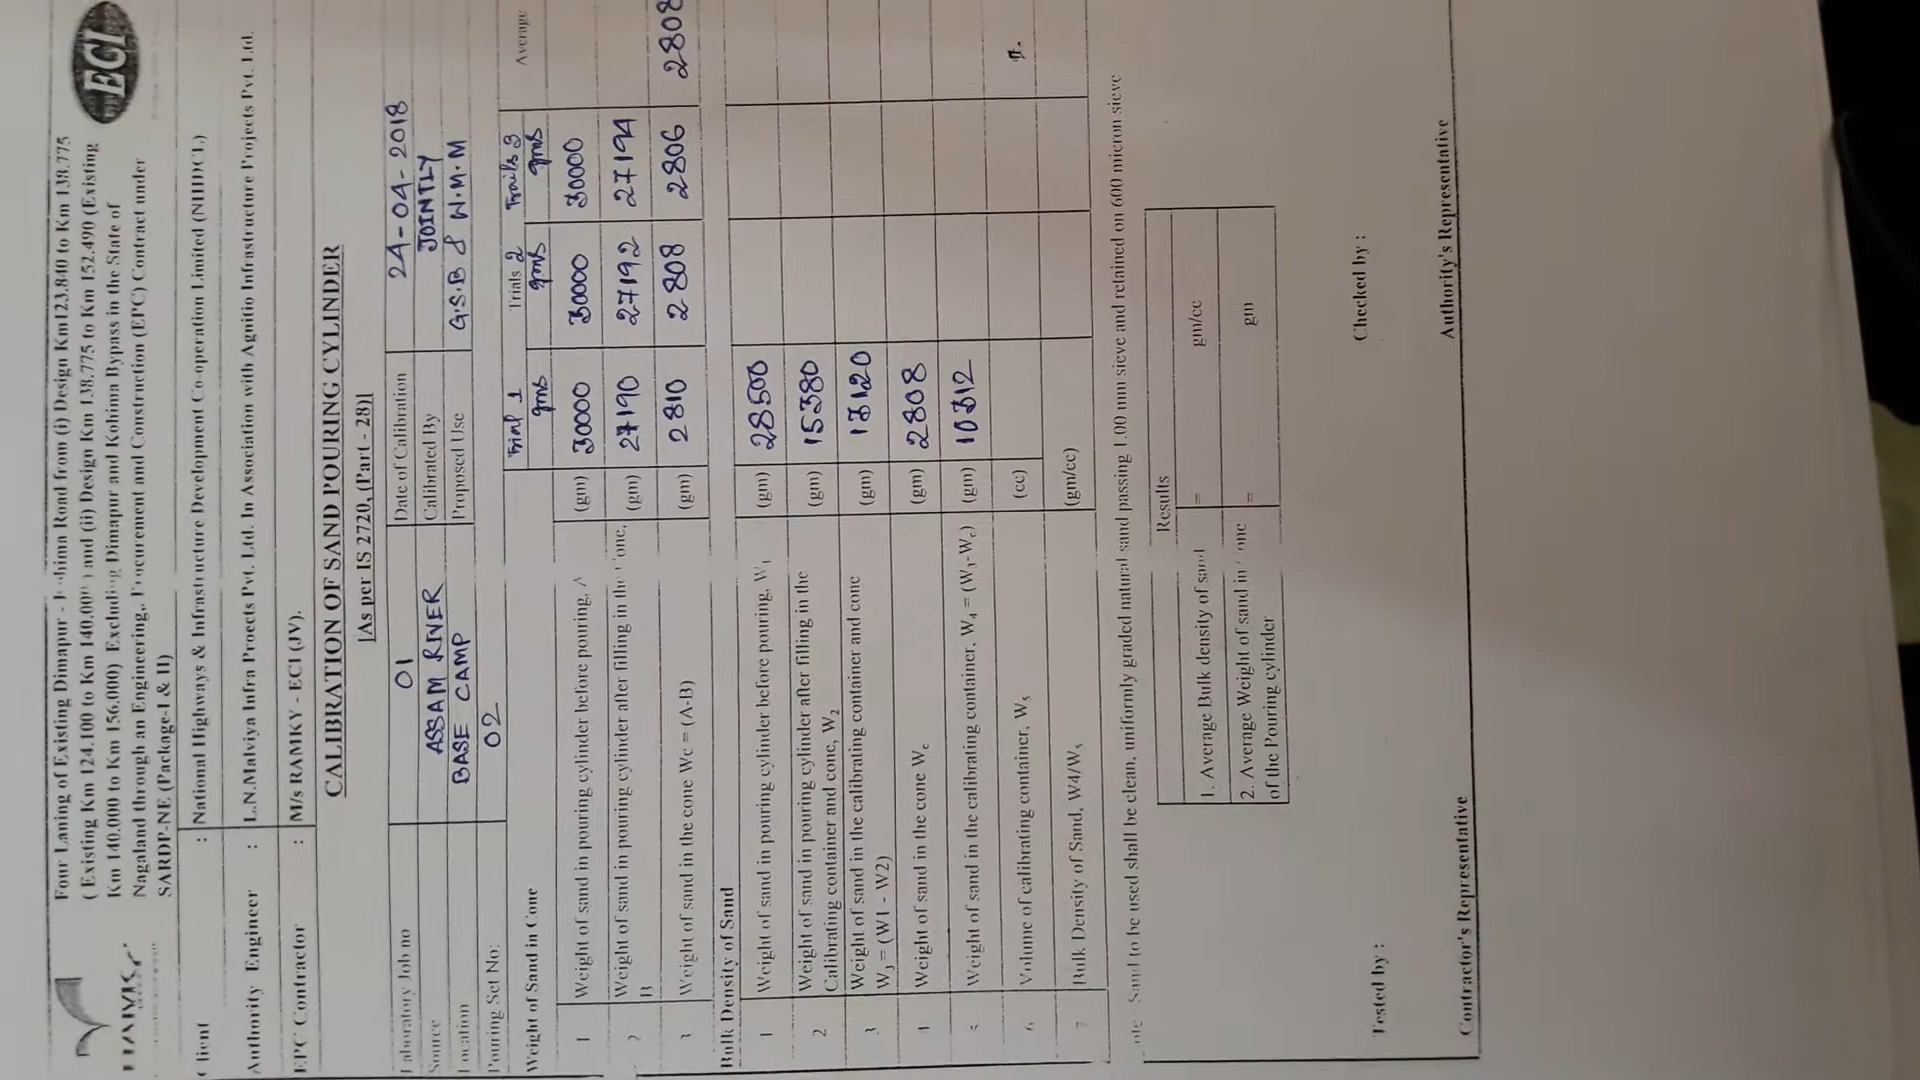 Four Laning of Existing Dimapur - Kohima Road from (i) Design Km123.840 to Km 138.775
( Existing Km 124.100 to Km 140.000 ) and (ii) Design Km 138.775 to Km 152.490 (Existing
Km 140.000 to Km 156.000) Excluding Dimapur and Kohima Bypass in the State of
Nagaland through an Engineering, Procurement and Construction (EPC) Contract under
SARDP-NE (Package-I & II)
ECI
Client : National Highways & Infrastructure Development Co-operation Limited (NHIDCL)
Authority Engineer : L.N.Malviya Infra Proects Pvt. Ltd. In Association with Agnitio Infrastructure Projects Pvt. Ltd.
EPC Contractor : M/s RAMKY - ECI (JV).
CALIBRATION OF SAND POURING CYLINDER
[As per IS 2720, (Part - 28)]
Laboratory Job no 01 Date of Calibration 24-04-2018
Source ASSAM RIVER Calibrated By JOINTLY
Location BASE CAMP Proposed Use G.S.B & W.M.M
Pouring Set No: 02
Weight of Sand in Cone Trial 1 gms Trials 2 gms Trails 3 gms Average
1 Weight of sand in pouring cylinder before pouring, A (gm) 30000 30000 30000
2 Weight of sand in pouring cylinder after filling in the Cone, B (gm) 27190 27192 27194
3 Weight of sand in the cone Wc = (A-B) (gm) 2810 2808 2806 2808
Bulk Density of Sand
1 Weight of sand in pouring cylinder before pouring, W1 (gm) 28500
2 Weight of sand in pouring cylinder after filling in the
Calibrating container and cone, W2 (gm) 15380
3 Weight of sand in the calibrating container and cone
W3 = (W1 - W2) (gm) 13120
4 Weight of sand in the cone Wc (gm) 2808
5 Weight of sand in the calibrating container, W4 = (W3-Wc) (gm) 10312
6 Volume of calibrating container, W5 (cc)
7 Bulk Density of Sand, W4/W5 (gm/cc)
Sand to be used shall be clean, uniformly graded natural sand passing 1.00 mm sieve and retained on 600 micron sieve
Results
1. Average Bulk density of sand = gm/cc
2. Average Weight of sand in Cone = gm
of the Pouring cylinder
Tested by : Checked by :
Contractor's Representative Authority's Representative